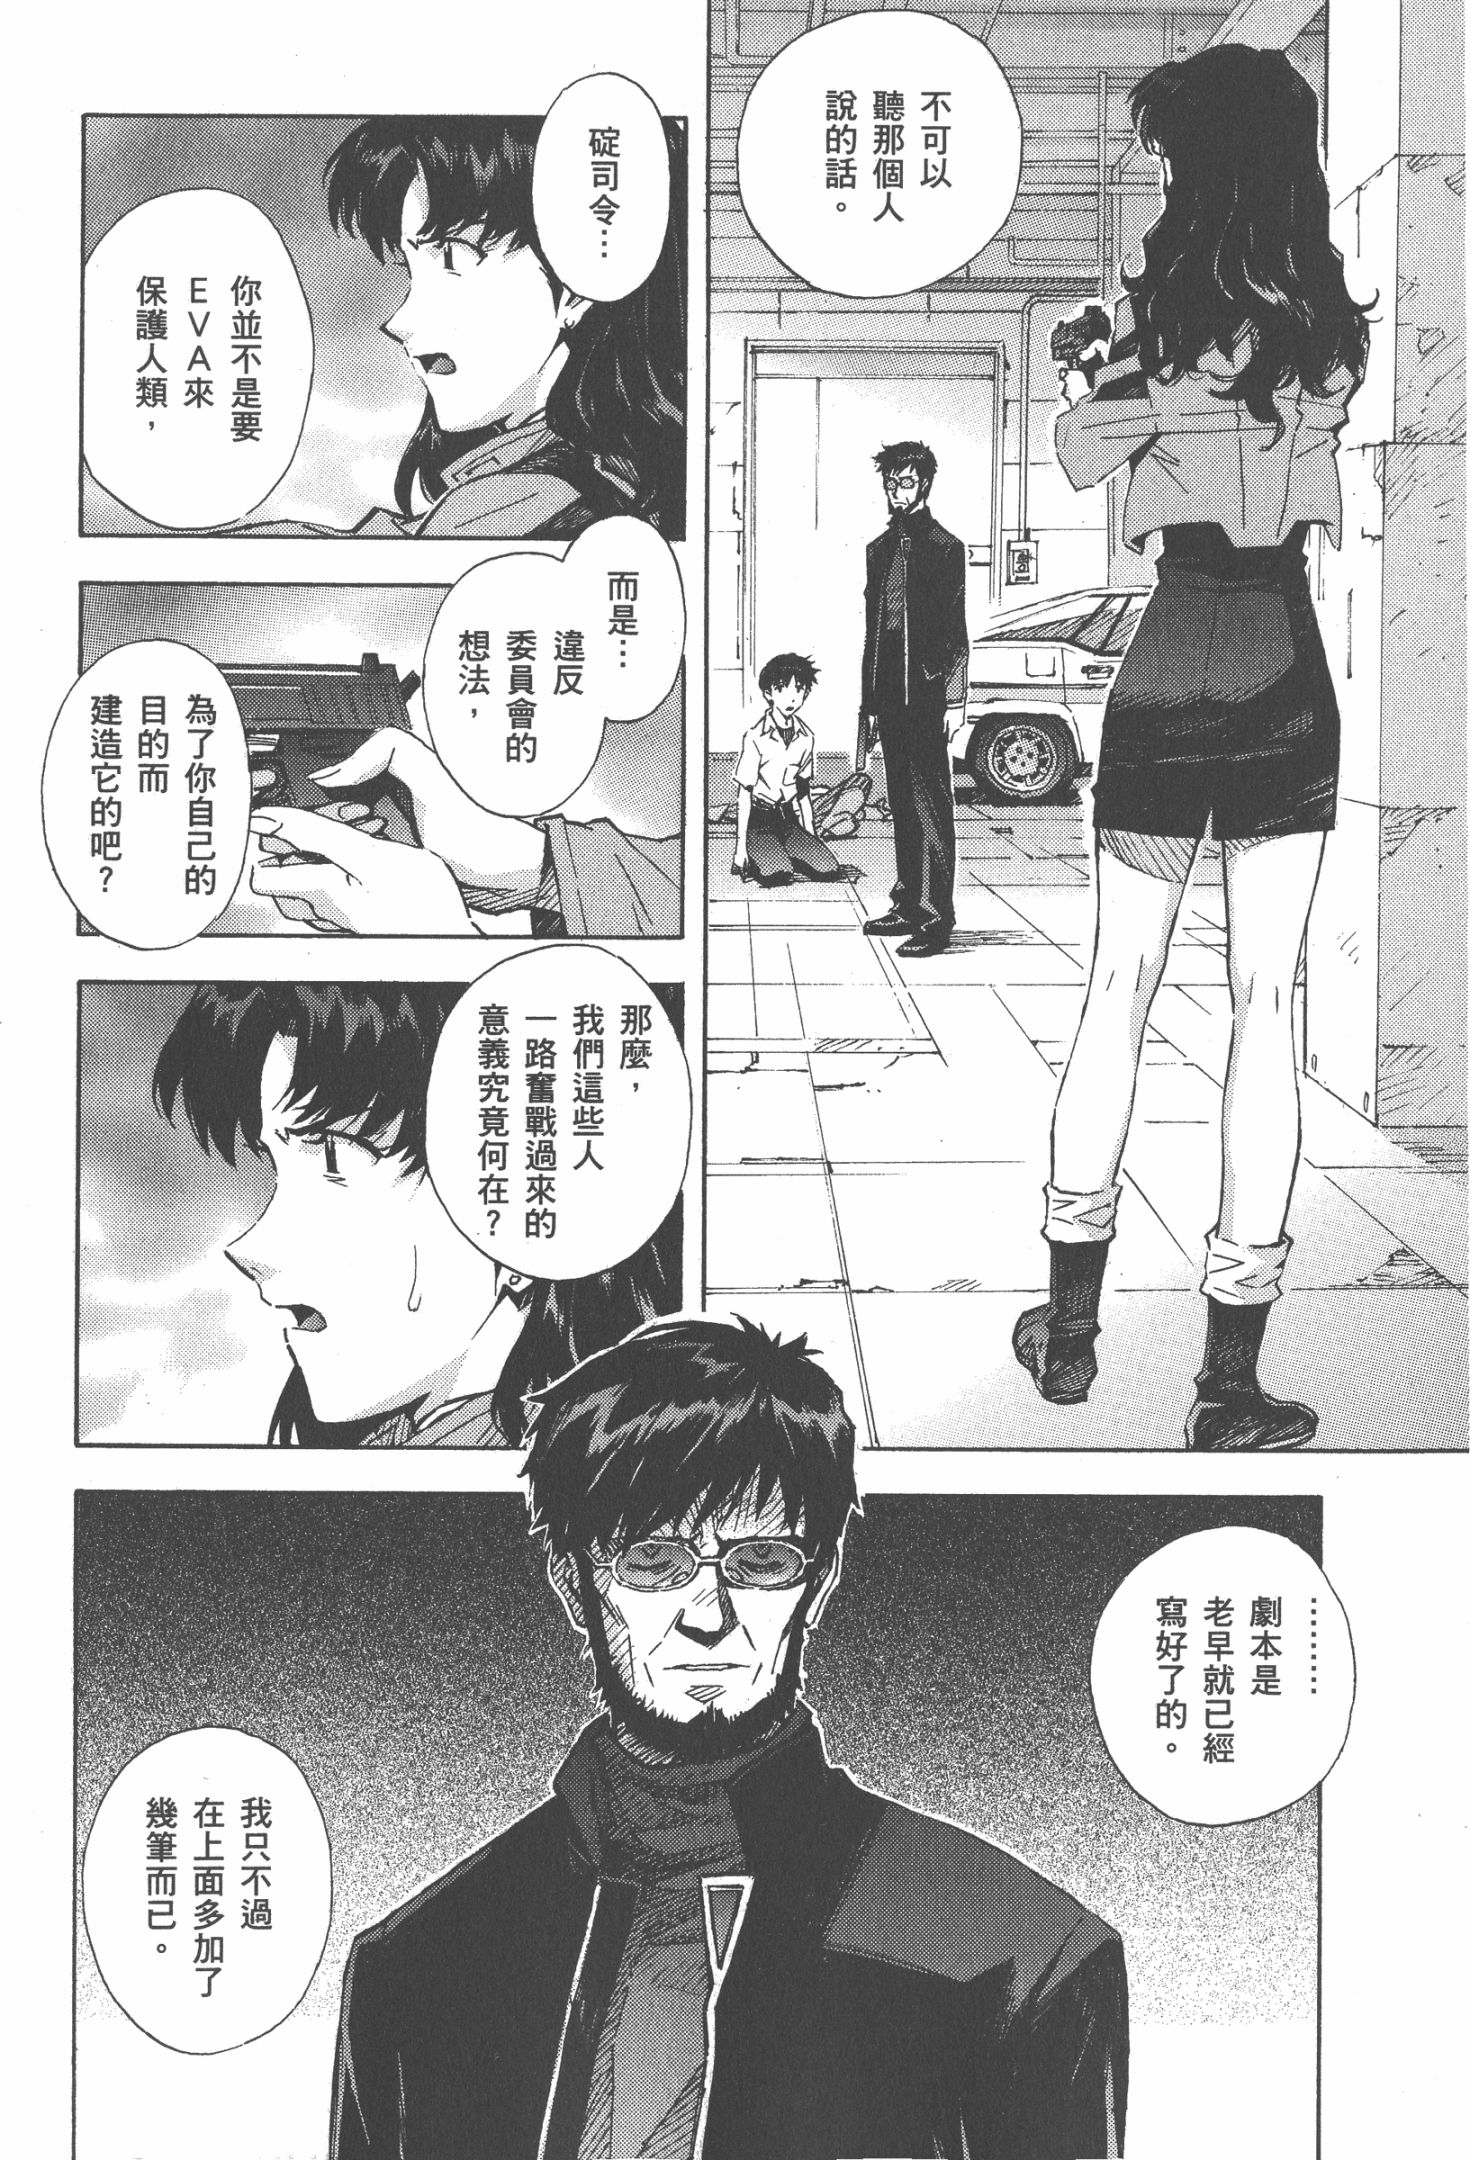 不可以
聽那個人
說的話。
碇司令…
你並不是要
EVA來
保護人類，
而是…
違反
委員會的
想法，
為了你自己的
目的而
建造它的吧？
那麼，
我們這些人
一路奮戰過來的
意義究竟何在？
………
劇本是
老早就已經
寫好了的。
我只不過
在上面多加了
幾筆而已。